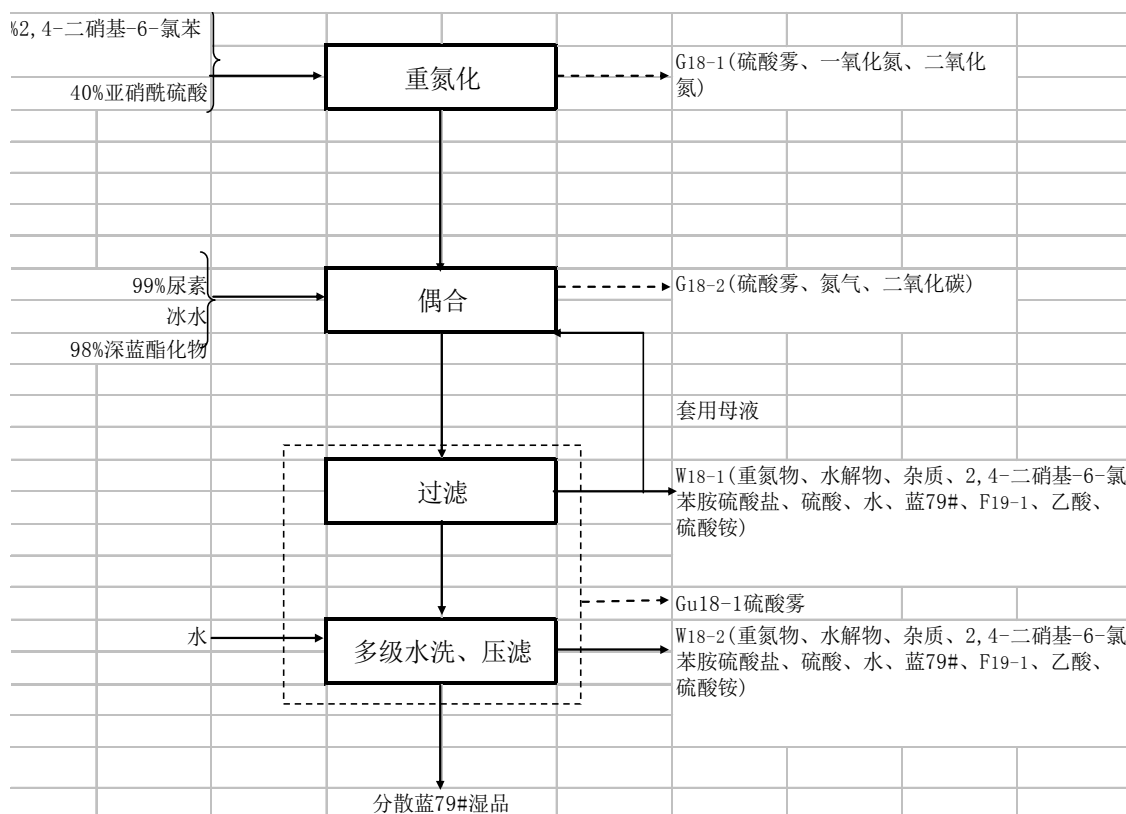 %2,4-二硝基-6-氯苯
40%亚硝酰硫酸
重氮化
G18-1(硫酸雾、一氧化氮、二氧化
氮)
99%尿素
冰水
98%深蓝酯化物
偶合
G18-2(硫酸雾、氮气、二氧化碳)
套用母液
过滤
W18-1(重氮物、水解物、杂质、2,4-二硝基-6-氯
苯胺硫酸盐、硫酸、水、蓝79#、F19-1、乙酸、
硫酸铵)
Gu18-1硫酸雾
水
多级水洗、压滤
W18-2(重氮物、水解物、杂质、2,4-二硝基-6-氯
苯胺硫酸盐、硫酸、水、蓝79#、F19-1、乙酸、
硫酸铵)
分散蓝79#湿品